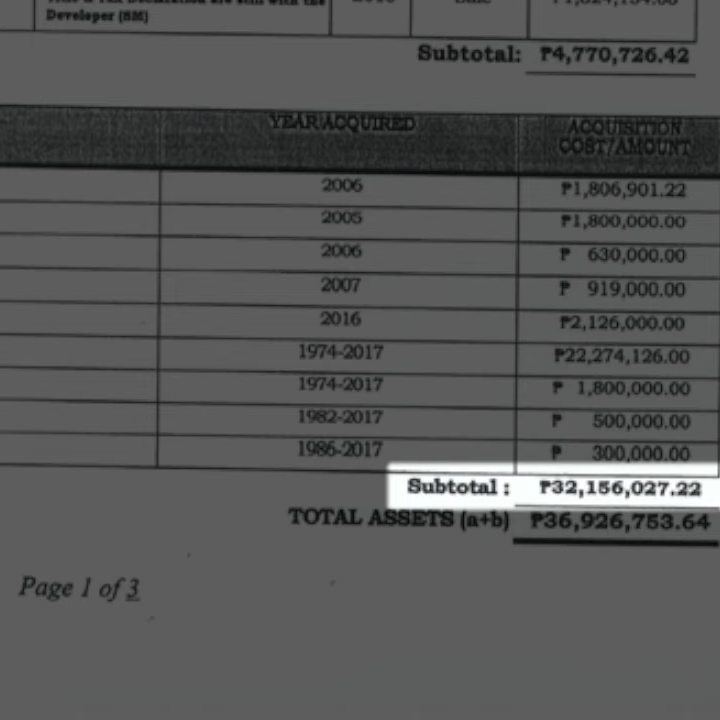 Developer (SM)
Subtotal: ₱4,770,726.42
YEAR ACQUIRED ACQUISITION COST/AMOUNT
2006 ₱1,806,901.22
2005 ₱1,800,000.00
2006 ₱ 630,000.00
2007 ₱ 919,000.00
2016 ₱2,126,000.00
1974-2017 ₱22,274,126.00
1974-2017 ₱ 1,800,000.00
1982-2017 ₱ 500,000.00
1986-2017 ₱ 300,000.00
Subtotal : ₱32,156,027.22
TOTAL ASSETS (a+b) ₱36,926,753.64
Page 1 of 3